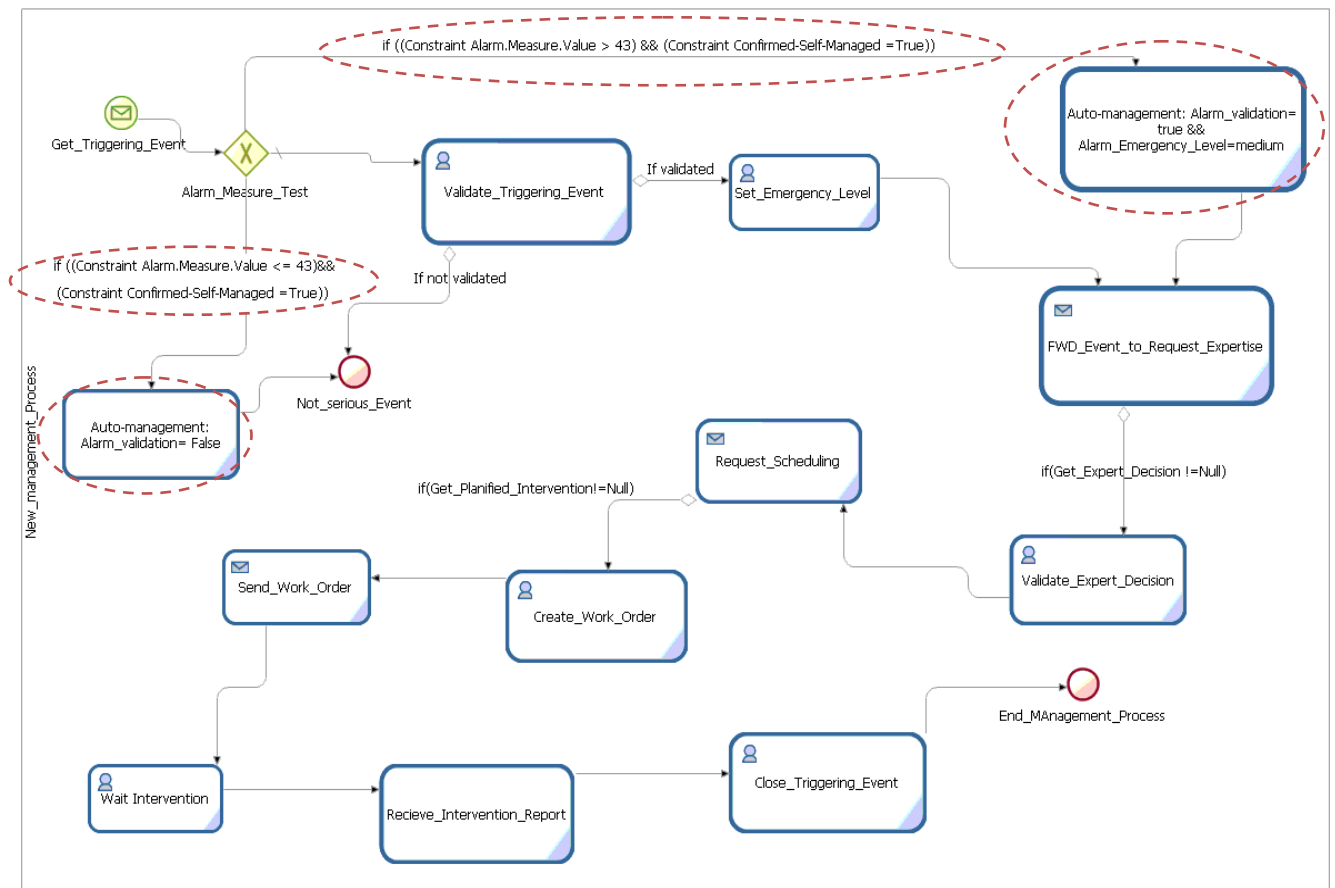 if ((Constraint Alarm.Measure.Value > 43) && (Constraint Confirmed-Self-Managed =True))
Get_Triggering_Event
Alarm_Measure_Test
Validate_Triggering_Event
If validated
Set_Emergency_Level
Auto-management: Alarm_validation=
true &&
Alarm_Emergency_Level=medium
if ((Constraint Alarm.Measure.Value <= 43)&&
(Constraint Confirmed-Self-Managed =True))
If not validated
FWD_Event_to_Request_Expertise
New_management_Process
Not_serious_Event
Auto-management:
Alarm_validation= False
Request_Scheduling
if(Get_Expert_Decision !=Null)
if(Get_Planified_Intervention!=Null)
Validate_Expert_Decision
Send_Work_Order
Create_Work_Order
End_MAnagement_Process
Wait Intervention
Recieve_Intervention_Report
Close_Triggering_Event